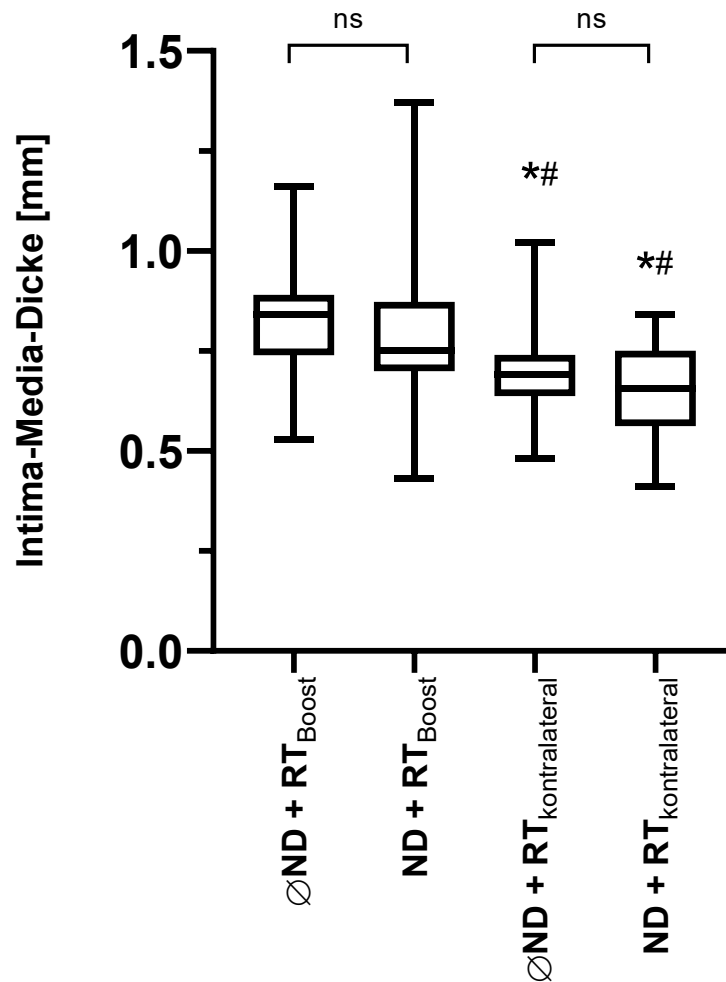 ns ns
Intima-Media-Dicke [mm]
1.5
*#
1.0
*#
0.5
0.0
∅ND + RTBoost
ND + RTBoost
∅ND + RTkontralateral
ND + RTkontralateral